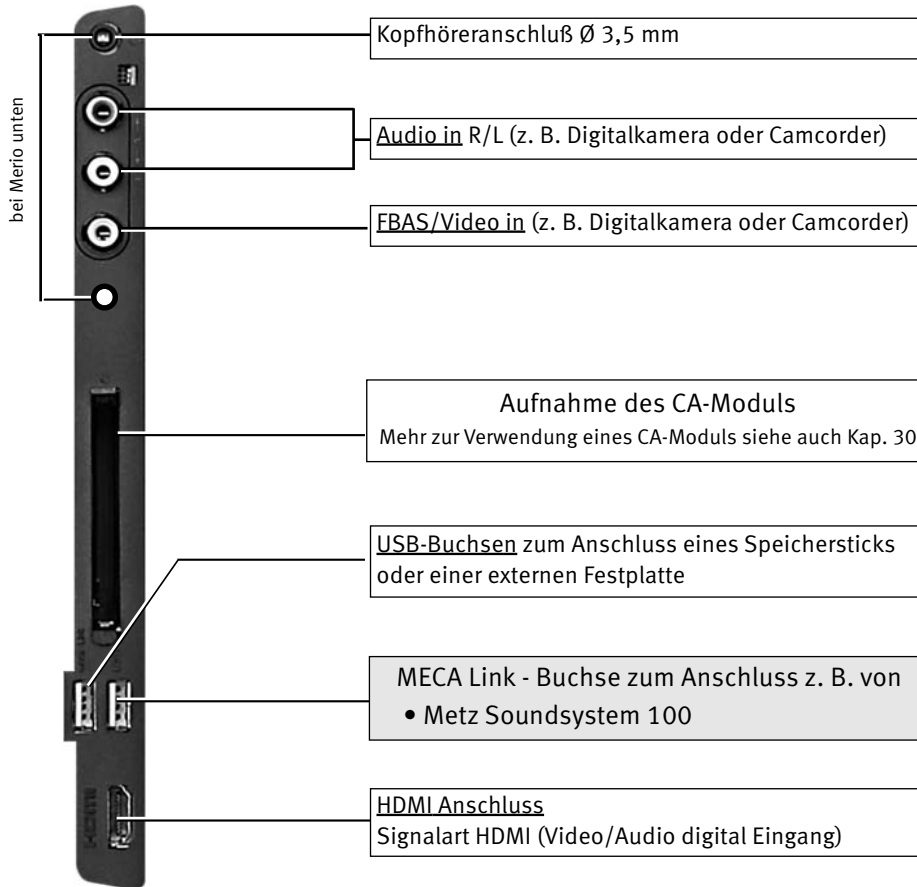 Kopfhöreranschluß Ø 3,5 mm
bei Merio unten
Audio in R/L (z. B. Digitalkamera oder Camcorder)
FBAS/Video in (z. B. Digitalkamera oder Camcorder)
Aufnahme des CA-Moduls
Mehr zur Verwendung eines CA-Moduls siehe auch Kap. 30
USB-Buchsen zum Anschluss eines Speichersticks
oder einer externen Festplatte
MECA Link - Buchse zum Anschluss z. B. von
• Metz Soundsystem 100
HDMI Anschluss
Signalart HDMI (Video/Audio digital Eingang)